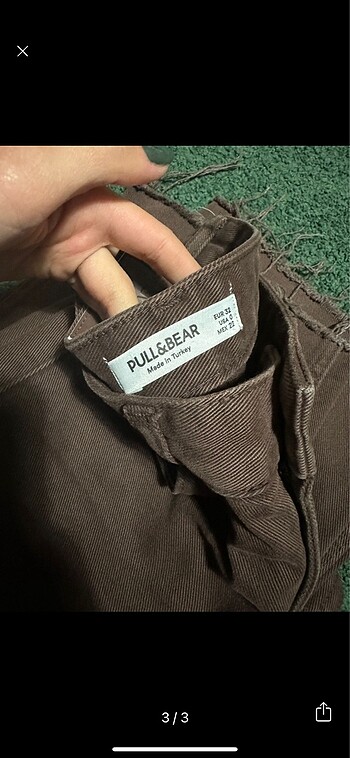 PULL&BEAR
Made in Turkey
EUR 32
USA 0
MEX 22
3/3